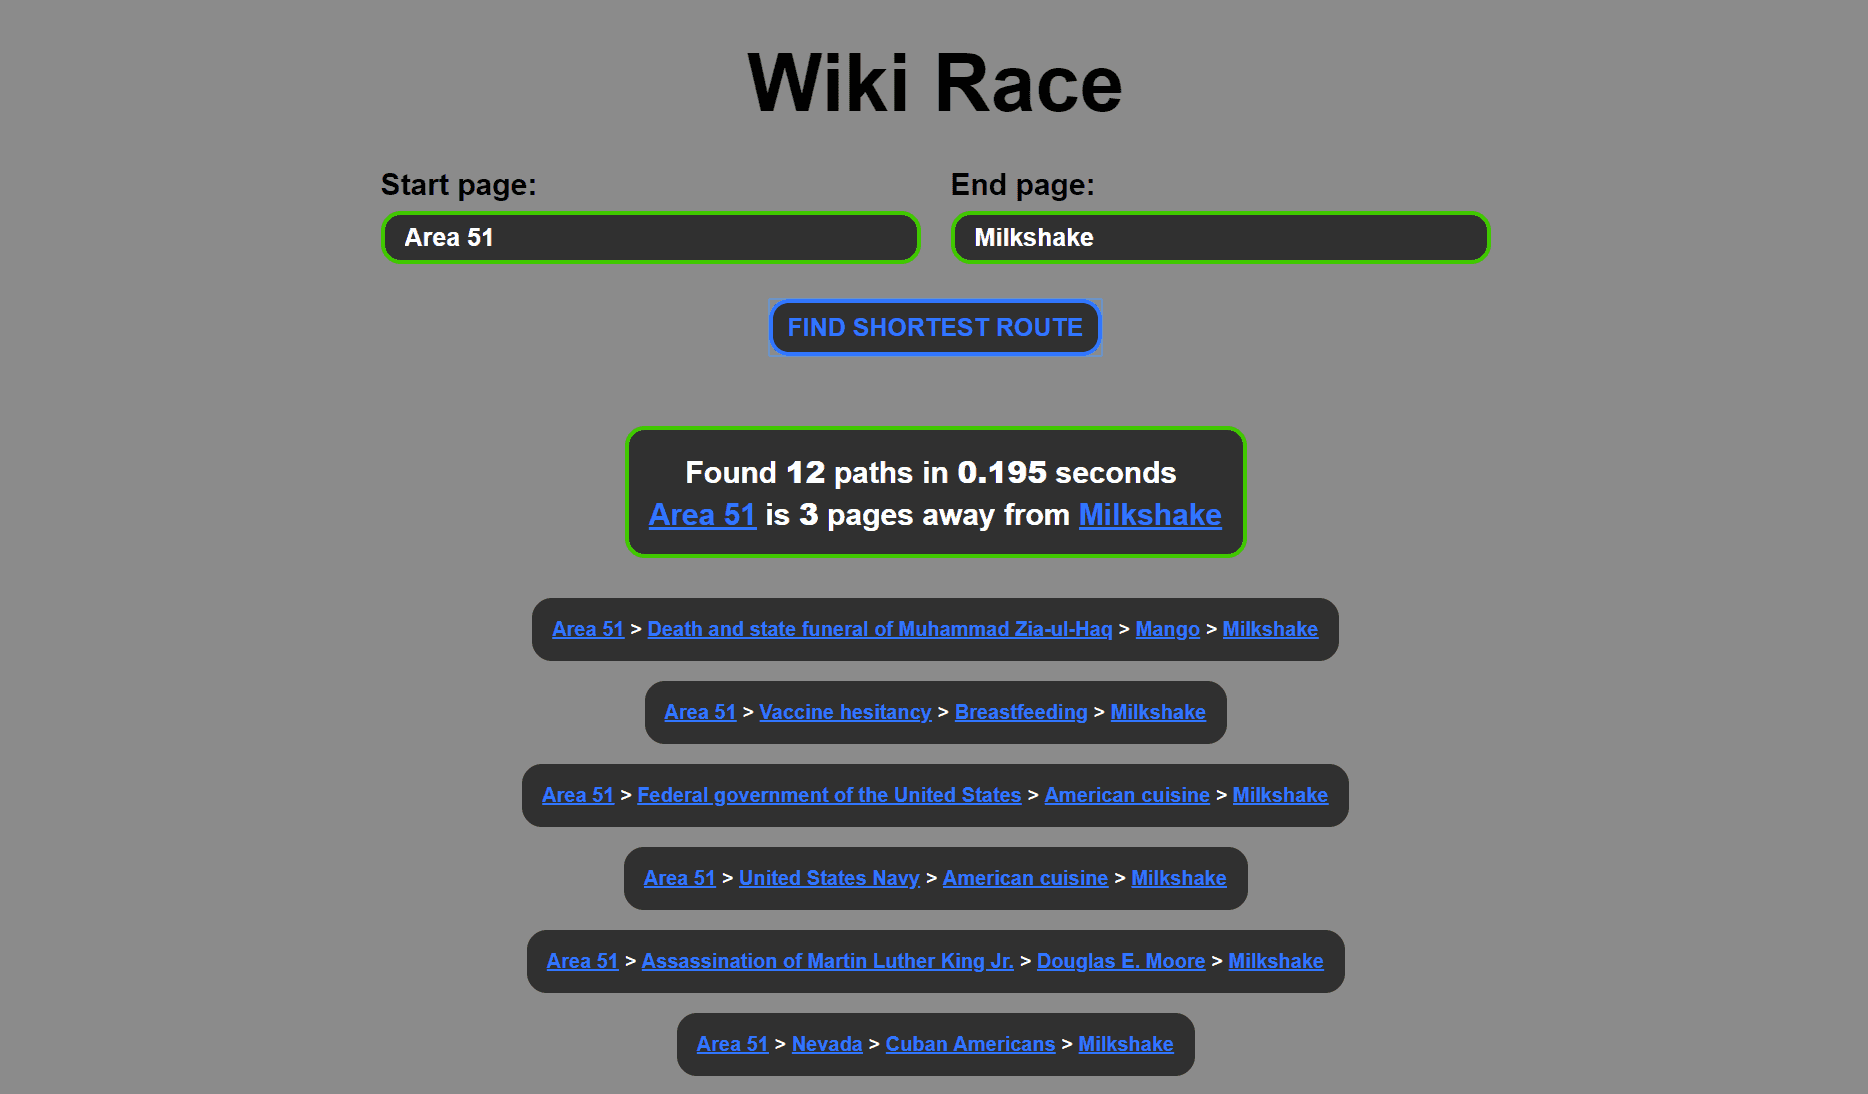 Wiki Race
Start page:
Area 51
End page:
Milkshake
FIND SHORTEST ROUTE
Found 12 paths in 0.195 seconds
Area 51 is 3 pages away from Milkshake
Area 51 > Death and state funeral of Muhammad Zia-ul-Haq > Mango > Milkshake
Area 51 > Vaccine hesitancy > Breastfeeding > Milkshake
Area 51 > Federal government of the United States > American cuisine > Milkshake
Area 51 > United States Navy > American cuisine > Milkshake
Area 51 > Assassination of Martin Luther King Jr. > Douglas E. Moore > Milkshake
Area 51 > Nevada > Cuban Americans > Milkshake